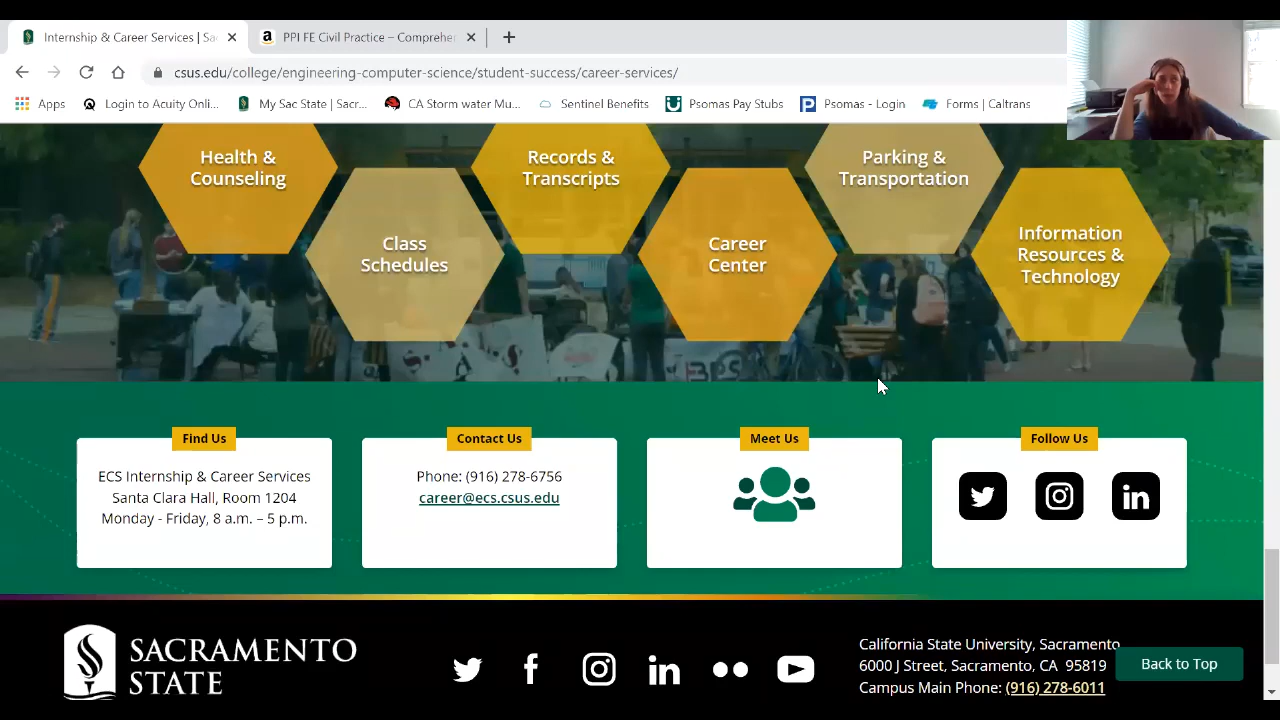 Internship & Career Services | Sa
PPI FE Civil Practice – Comprehe
csus.edu/college/engineering-computer-science/student-success/career-services/
Apps
Login to Acuity Onli...
My Sac State | Sacr...
CA Stormwater Mu...
Sentinel Benefits
Psomas Pay Stubs
Psomas - Login
Forms | Caltrans
Health &
Counseling
Records &
Transcripts
Parking &
Transportation
Class
Schedules
Career
Center
Information
Resources &
Technology
Find Us
Contact Us
Meet Us
Follow Us
ECS Internship & Career Services
Santa Clara Hall, Room 1204
Monday - Friday, 8 a.m. – 5 p.m.
Phone: (916) 278-6756
career@ecs.csus.edu
SACRAMENTO
STATE
California State University, Sacramento
6000 J Street, Sacramento, CA 95819
Campus Main Phone: (916) 278-6011
Back to Top